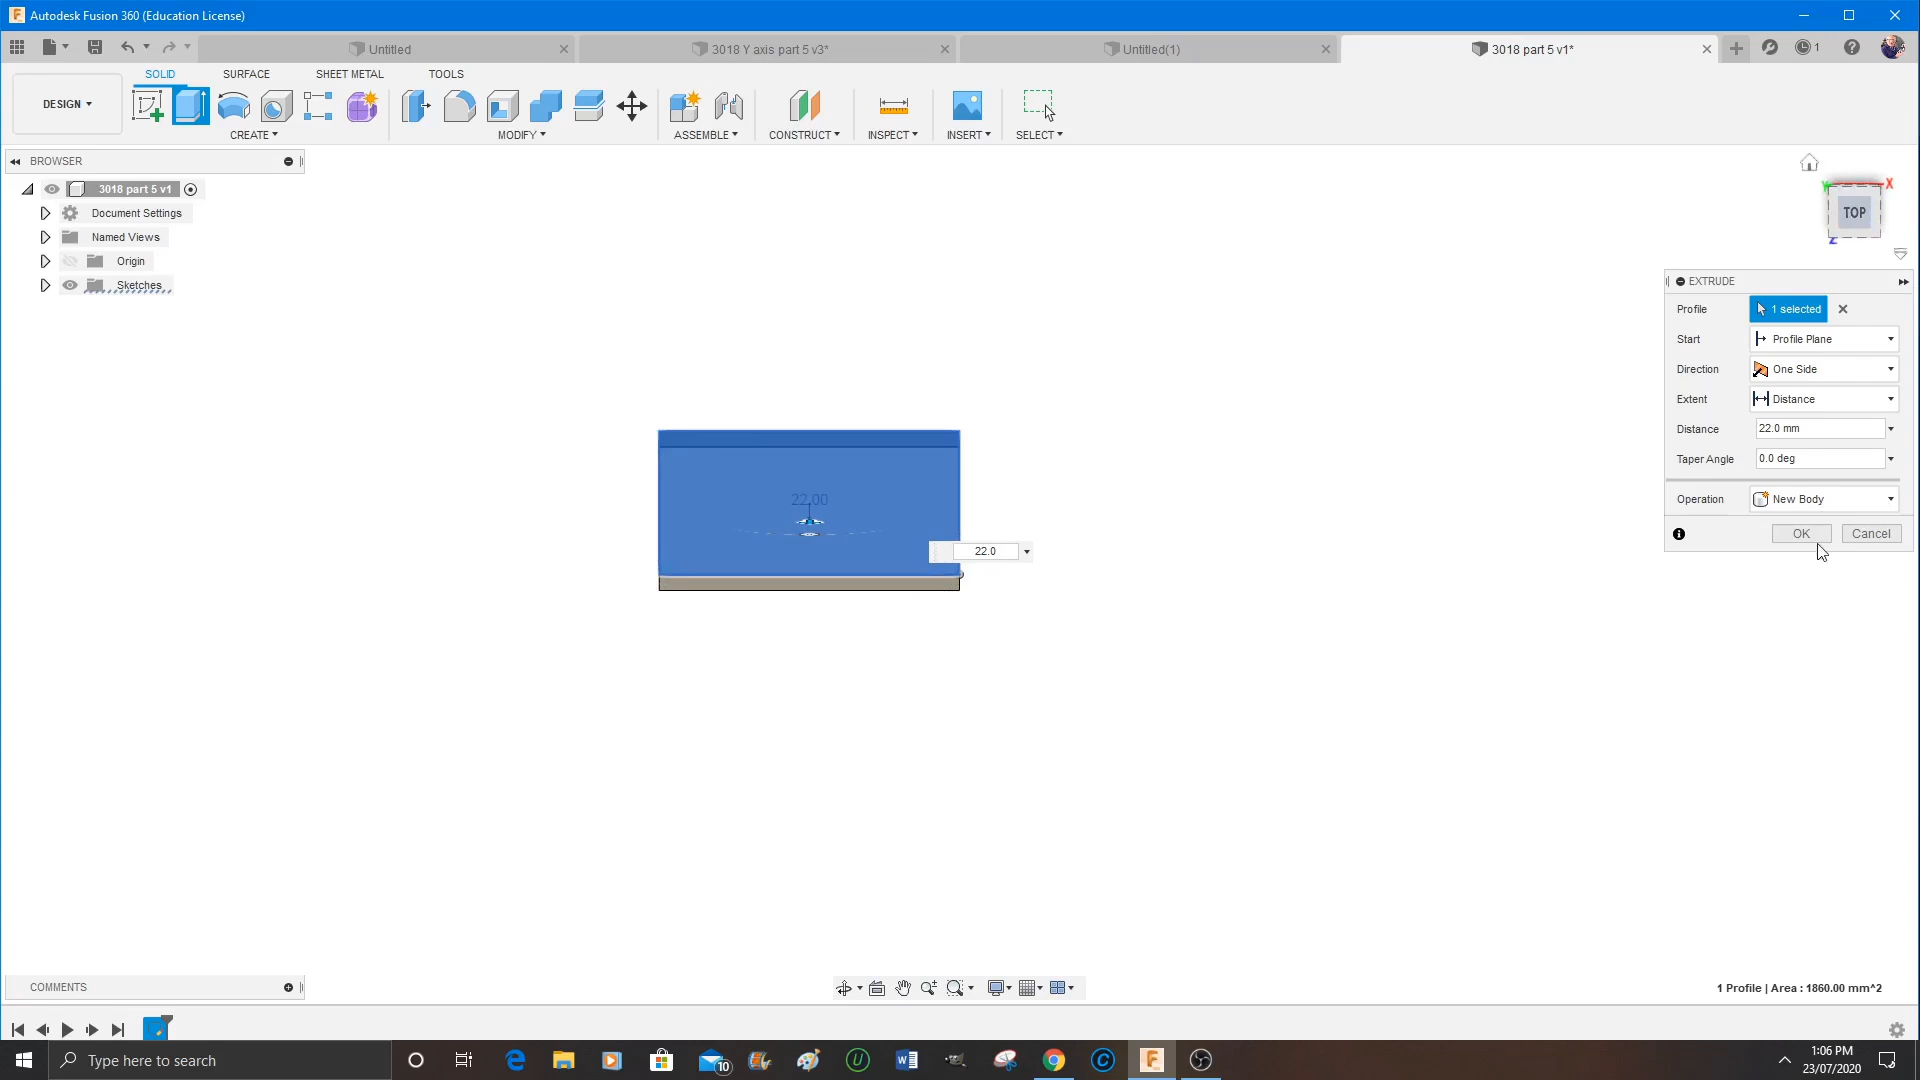 Autodesk Fusion 360 (Education License)
Untitled
3018 Y axis part 5 v3*
Untitled(1)
3018 part 5 v1*
1
DESIGN
SOLID
SURFACE
SHEET METAL
TOOLS
CREATE
MODIFY
ASSEMBLE
CONSTRUCT
INSPECT
INSERT
SELECT
BROWSER
3018 part 5 v1
Document Settings
Named Views
Origin
Sketches
Y
X
TOP
Z
EXTRUDE
Profile 1 selected
Start Profile Plane
Direction One Side
Extent Distance
Distance 22.0 mm
Taper Angle 0.0 deg
Operation New Body
OK Cancel
22.00
22.0
COMMENTS
1 Profile | Area : 1860.00 mm^2
Type here to search
10
1:06 PM
23/07/2020